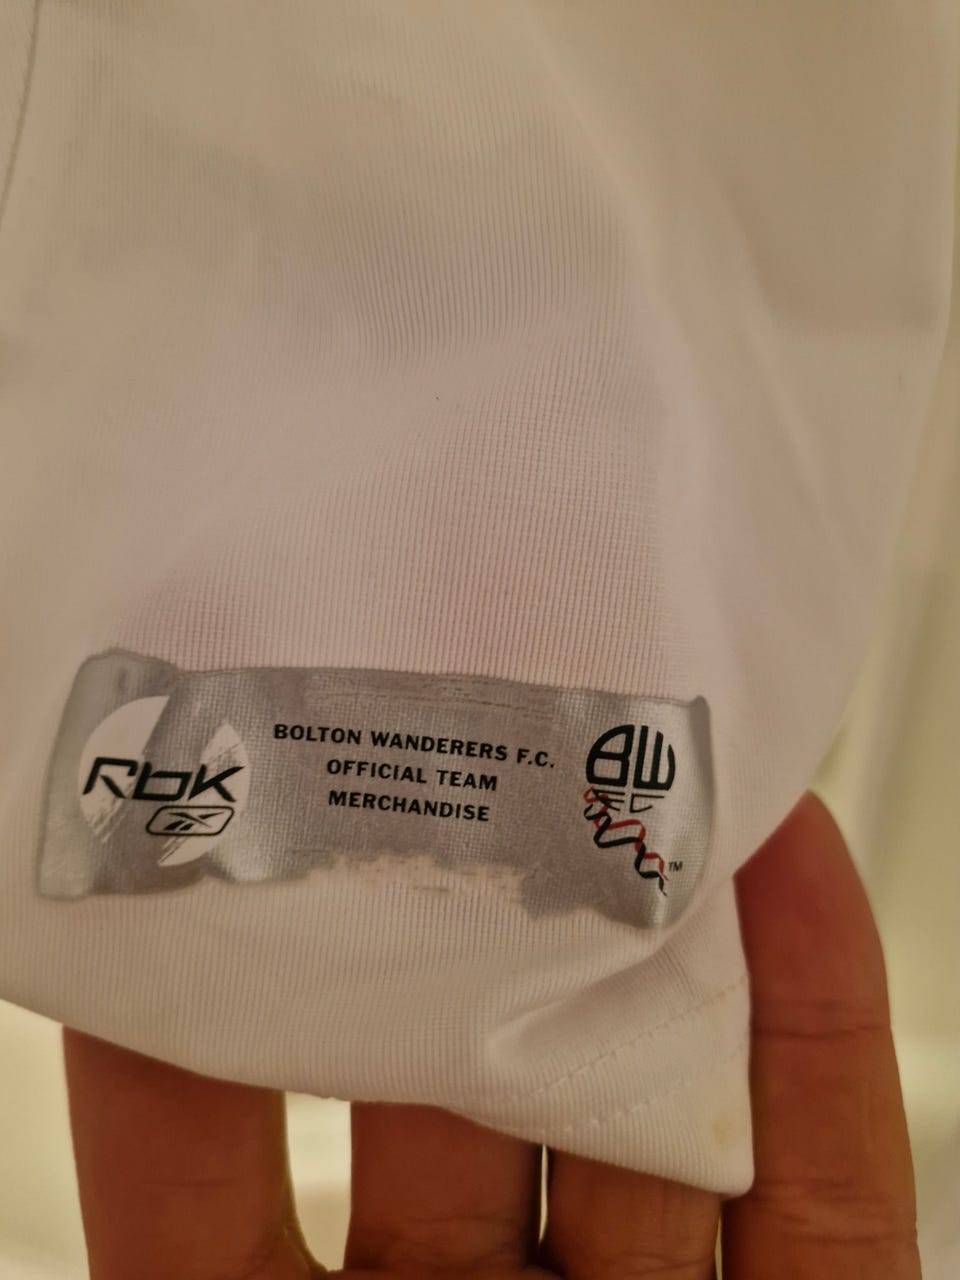 Rbk
BOLTON WANDERERS F.C.
OFFICIAL TEAM
MERCHANDISE
BW
FC
TM